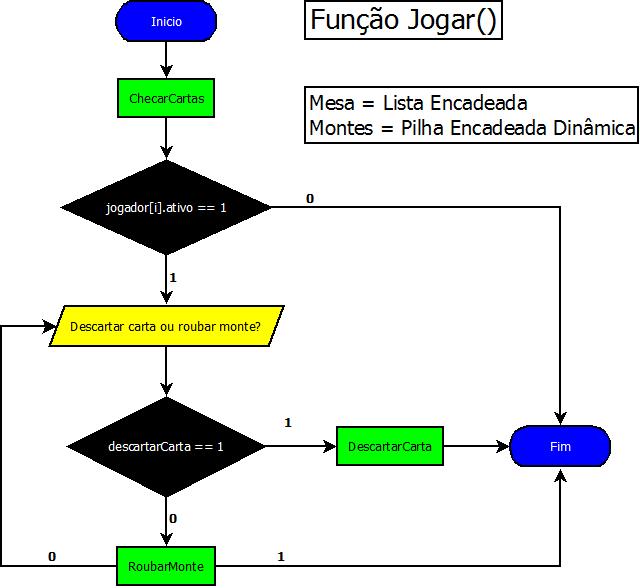 Inicio
Função Jogar()
ChecarCartas
Mesa = Lista Encadeada
Montes = Pilha Encadeada Dinâmica
jogador[i].ativo == 1
0
1
Descartar carta ou roubar monte?
descartarCarta == 1
1
DescartarCarta
Fim
0
0
RoubarMonte
1